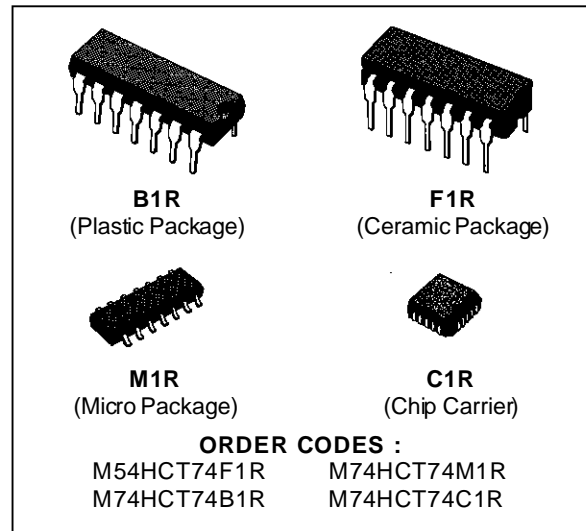 B1R
(Plastic Package)
F1R
(Ceramic Package)
M1R
(Micro Package)
C1R
(Chip Carrier)
ORDER CODES :
M54HCT74F1R M74HCT74M1R
M74HCT74B1R M74HCT74C1R